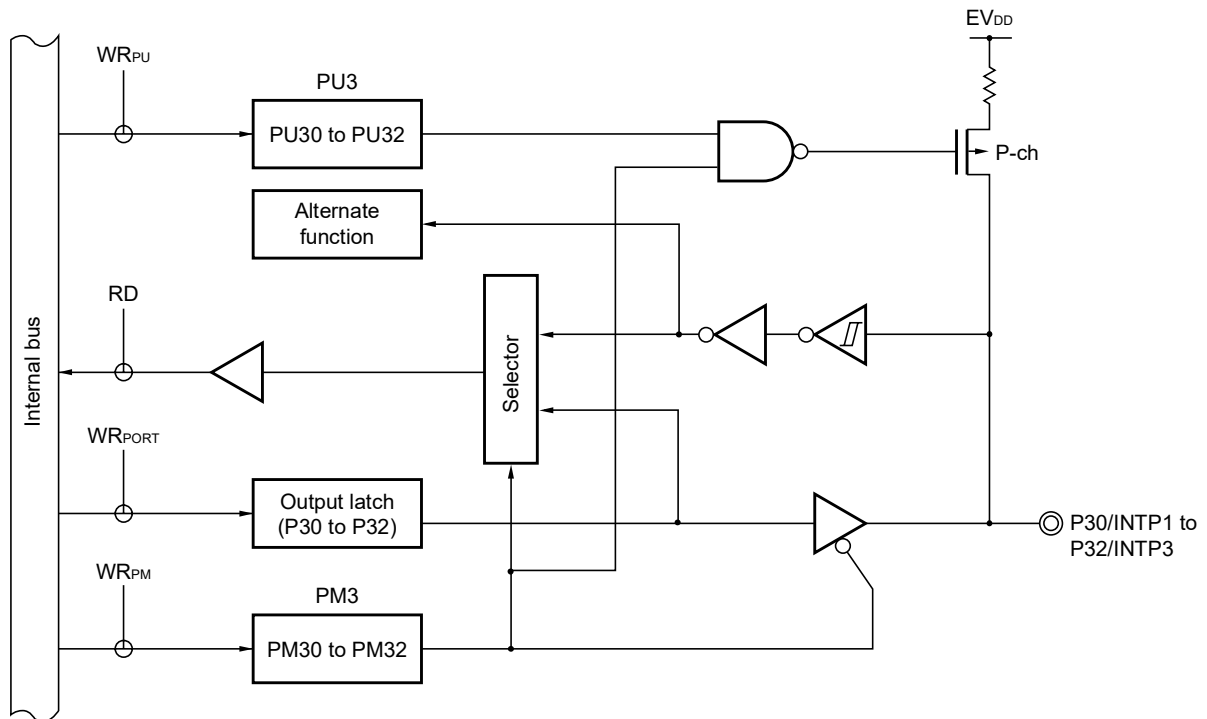 EVDD
WRPU
PU3
PU30 to PU32
P-ch
Alternate
function
RD
Internal bus
Selector
WRPORT
Output latch
(P30 to P32)
P30/INTP1 to
P32/INTP3
WRPM
PM3
PM30 to PM32